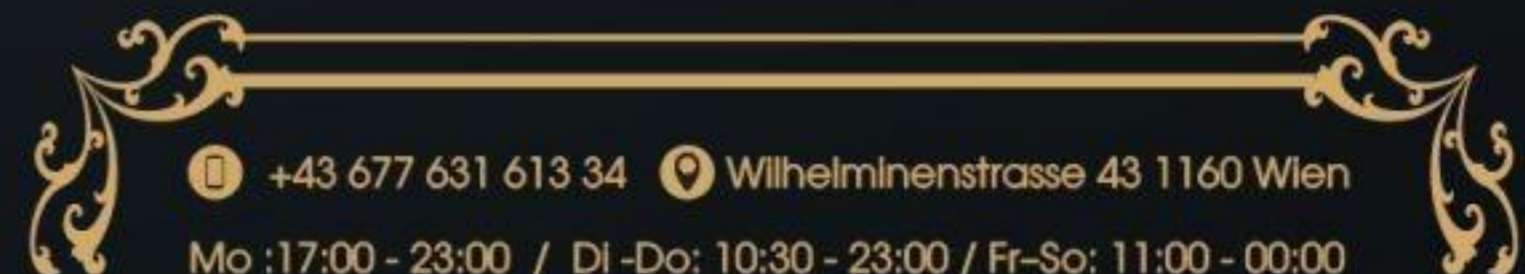 +43 677 631 613 34 Wilhelminenstrasse 43 1160 Wien
Mo :17:00 - 23:00 / Di -Do: 10:30 - 23:00 / Fr-So: 11:00 - 00:00